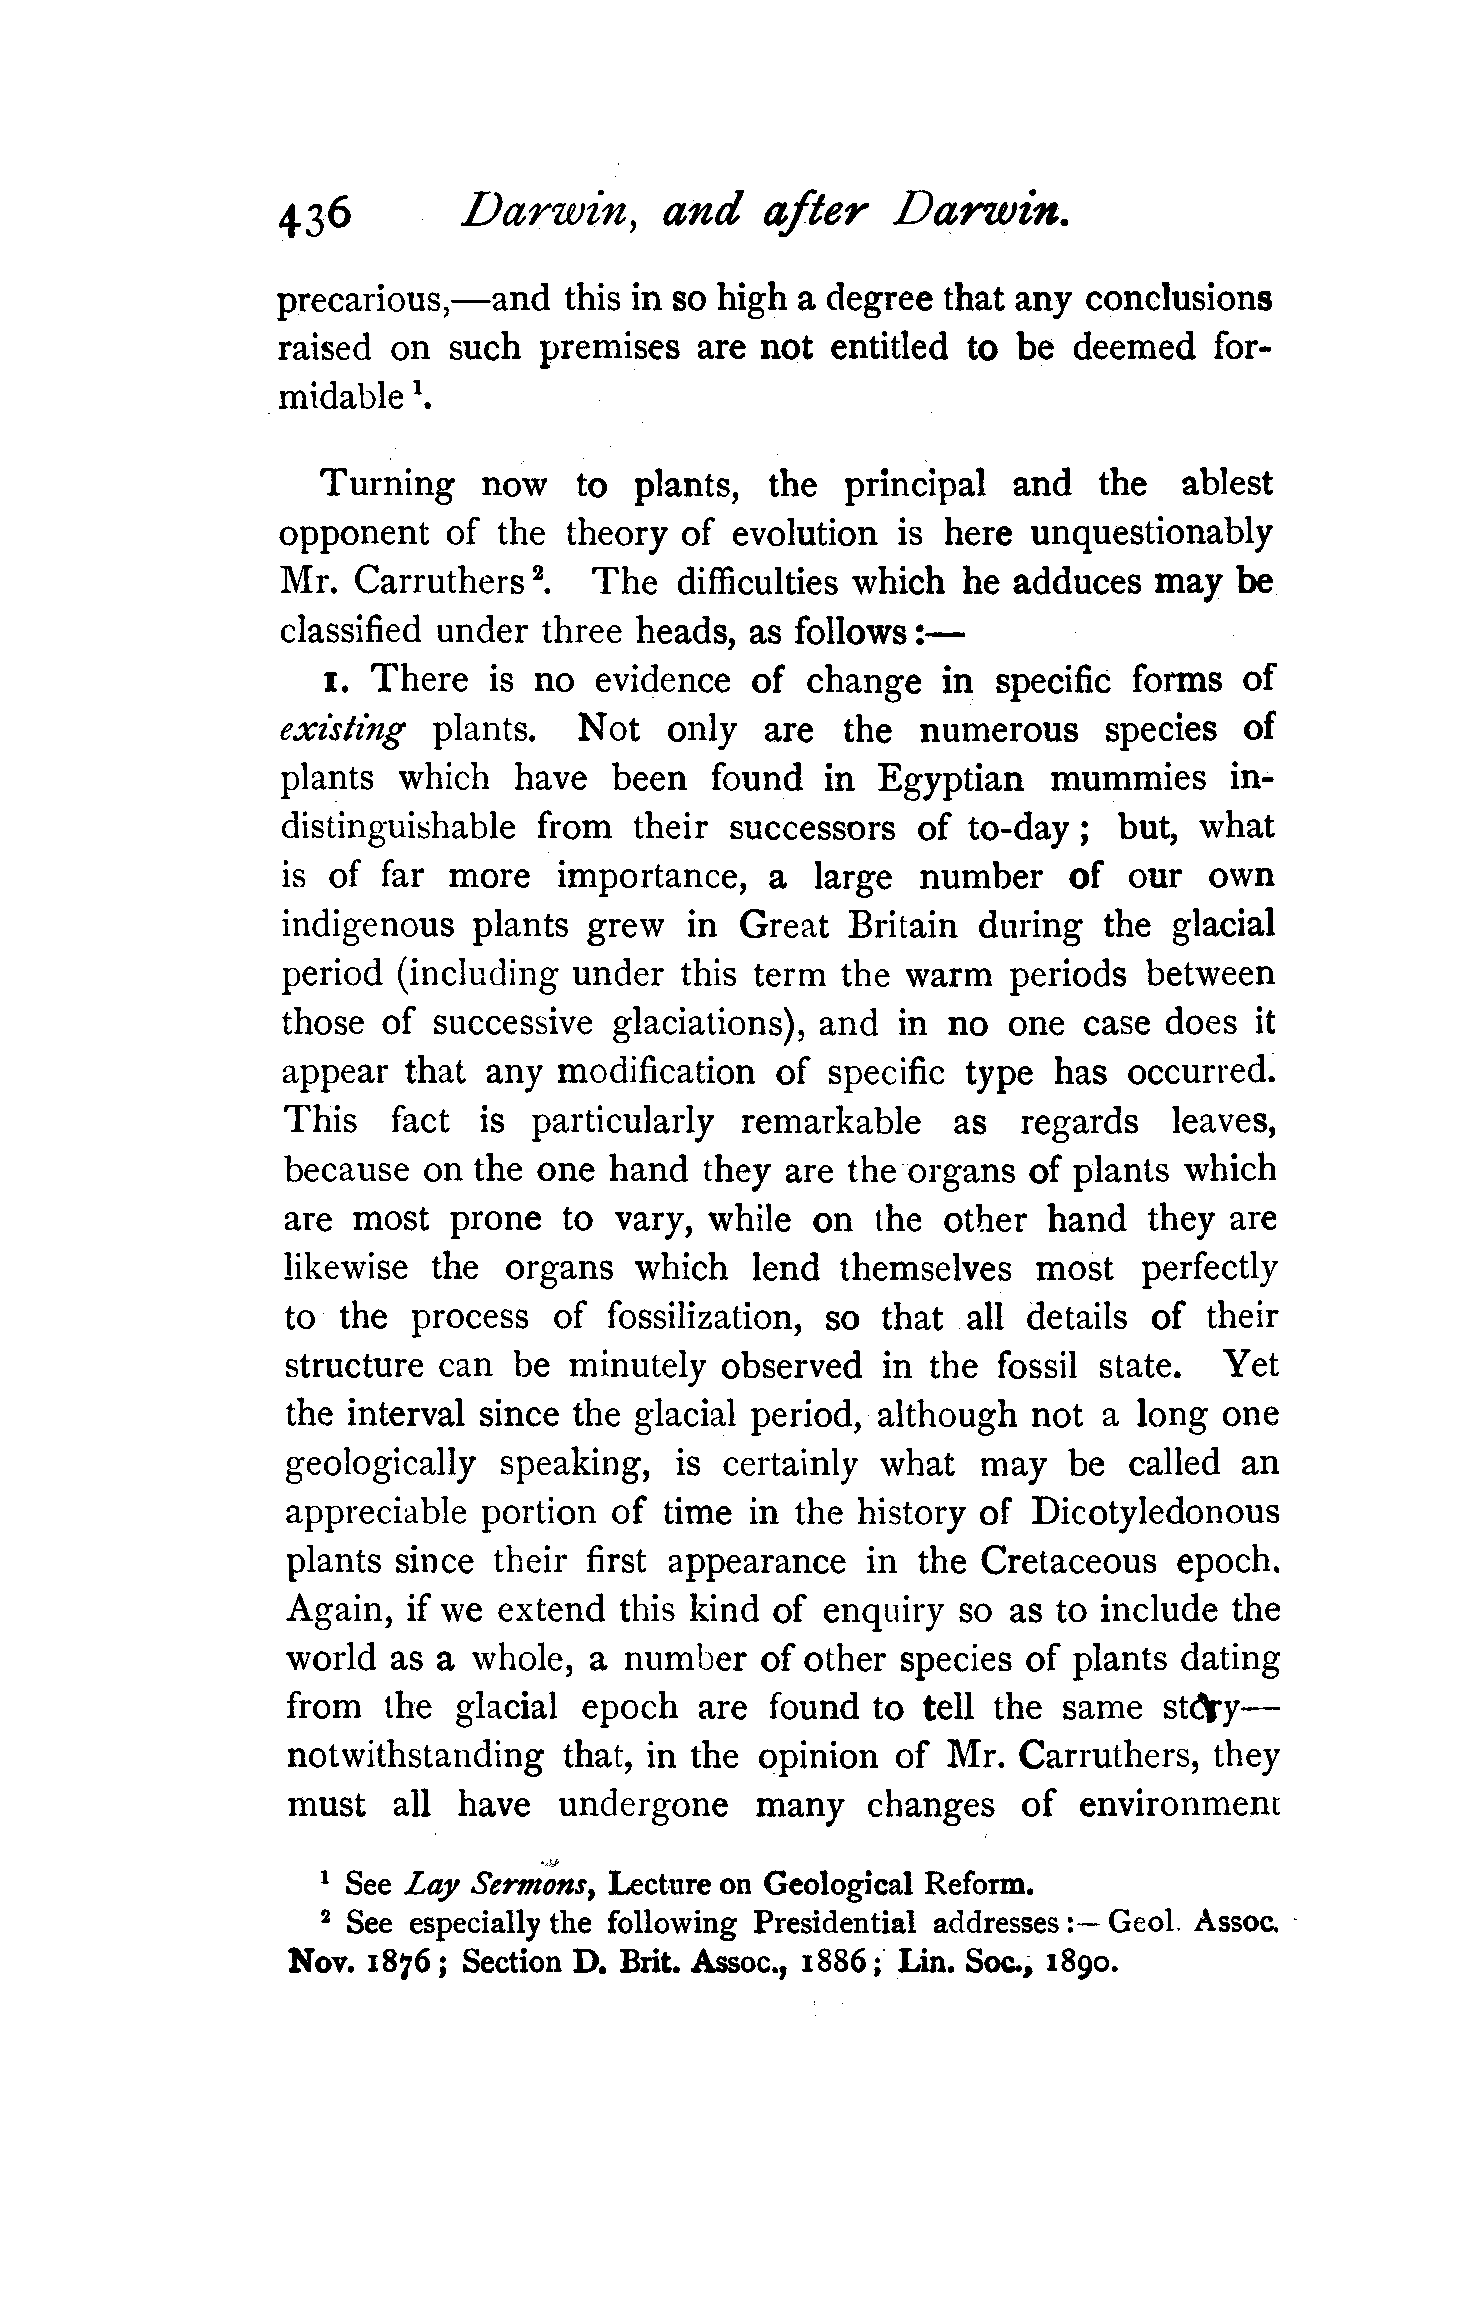 436 Darwin, and after Darwin.
precarious,—and this in so high a degree that any conclusions
raised on such premises are not entitled to be deemed for-
midable ¹.
Turning now to plants, the principal and the ablest
opponent of the theory of evolution is here unquestionably
Mr. Carruthers ². The difficulties which he adduces may be
classified under three heads, as follows :—
1. There is no evidence of change in specific forms of
existing plants. Not only are the numerous species of
plants which have been found in Egyptian mummies in-
distinguishable from their successors of to-day ; but, what
is of far more importance, a large number of our own
indigenous plants grew in Great Britain during the glacial
period (including under this term the warm periods between
those of successive glaciations), and in no one case does it
appear that any modification of specific type has occurred.
This fact is particularly remarkable as regards leaves,
because on the one hand they are the organs of plants which
are most prone to vary, while on the other hand they are
likewise the organs which lend themselves most perfectly
to the process of fossilization, so that all details of their
structure can be minutely observed in the fossil state. Yet
the interval since the glacial period, although not a long one
geologically speaking, is certainly what may be called an
appreciable portion of time in the history of Dicotyledonous
plants since their first appearance in the Cretaceous epoch.
Again, if we extend this kind of enquiry so as to include the
world as a whole, a number of other species of plants dating
from the glacial epoch are found to tell the same story—
notwithstanding that, in the opinion of Mr. Carruthers, they
must all have undergone many changes of environment
¹ See Lay Sermons, Lecture on Geological Reform.
² See especially the following Presidential addresses :— Geol. Assoc.
Nov. 1876 ; Section D. Brit. Assoc., 1886 ; Lin. Soc., 1890.